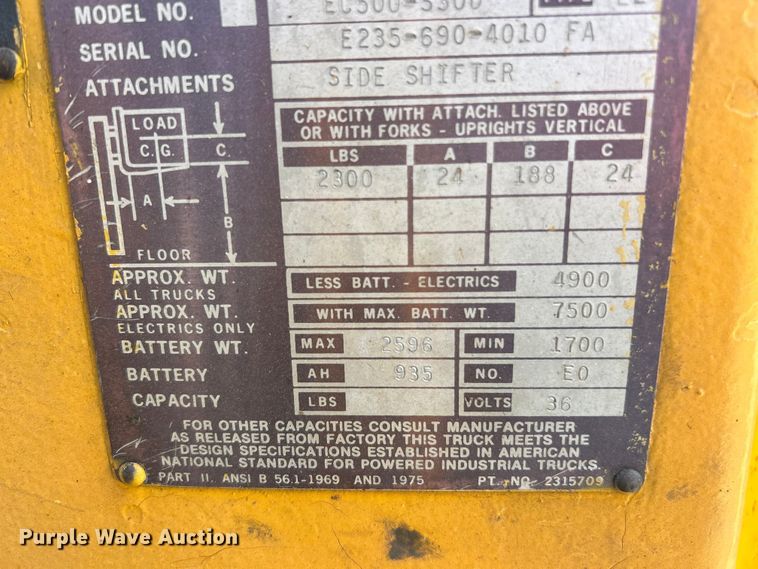 MODEL NO. EC500-S300
SERIAL NO. E235-690-4010 FA
ATTACHMENTS SIDE SHIFTER
CAPACITY WITH ATTACH. LISTED ABOVE
OR WITH FORKS - UPRIGHTS VERTICAL
LOAD
C.G. C.
A
B
FLOOR
LBS A B C
2300 24 188 24
APPROX. WT. LESS BATT. - ELECTRICS 4900
ALL TRUCKS
APPROX. WT. WITH MAX. BATT. WT. 7500
ELECTRICS ONLY
BATTERY WT. MAX 2596 MIN 1700
BATTERY AH 935 NO. EO
CAPACITY LBS VOLTS 36
FOR OTHER CAPACITIES CONSULT MANUFACTURER
AS RELEASED FROM FACTORY THIS TRUCK MEETS THE
DESIGN SPECIFICATIONS ESTABLISHED IN AMERICAN
NATIONAL STANDARD FOR POWERED INDUSTRIAL TRUCKS.
PART II. ANSI B 56.1-1969 AND 1975 PT. NO. 2315709
Purple Wave Auction